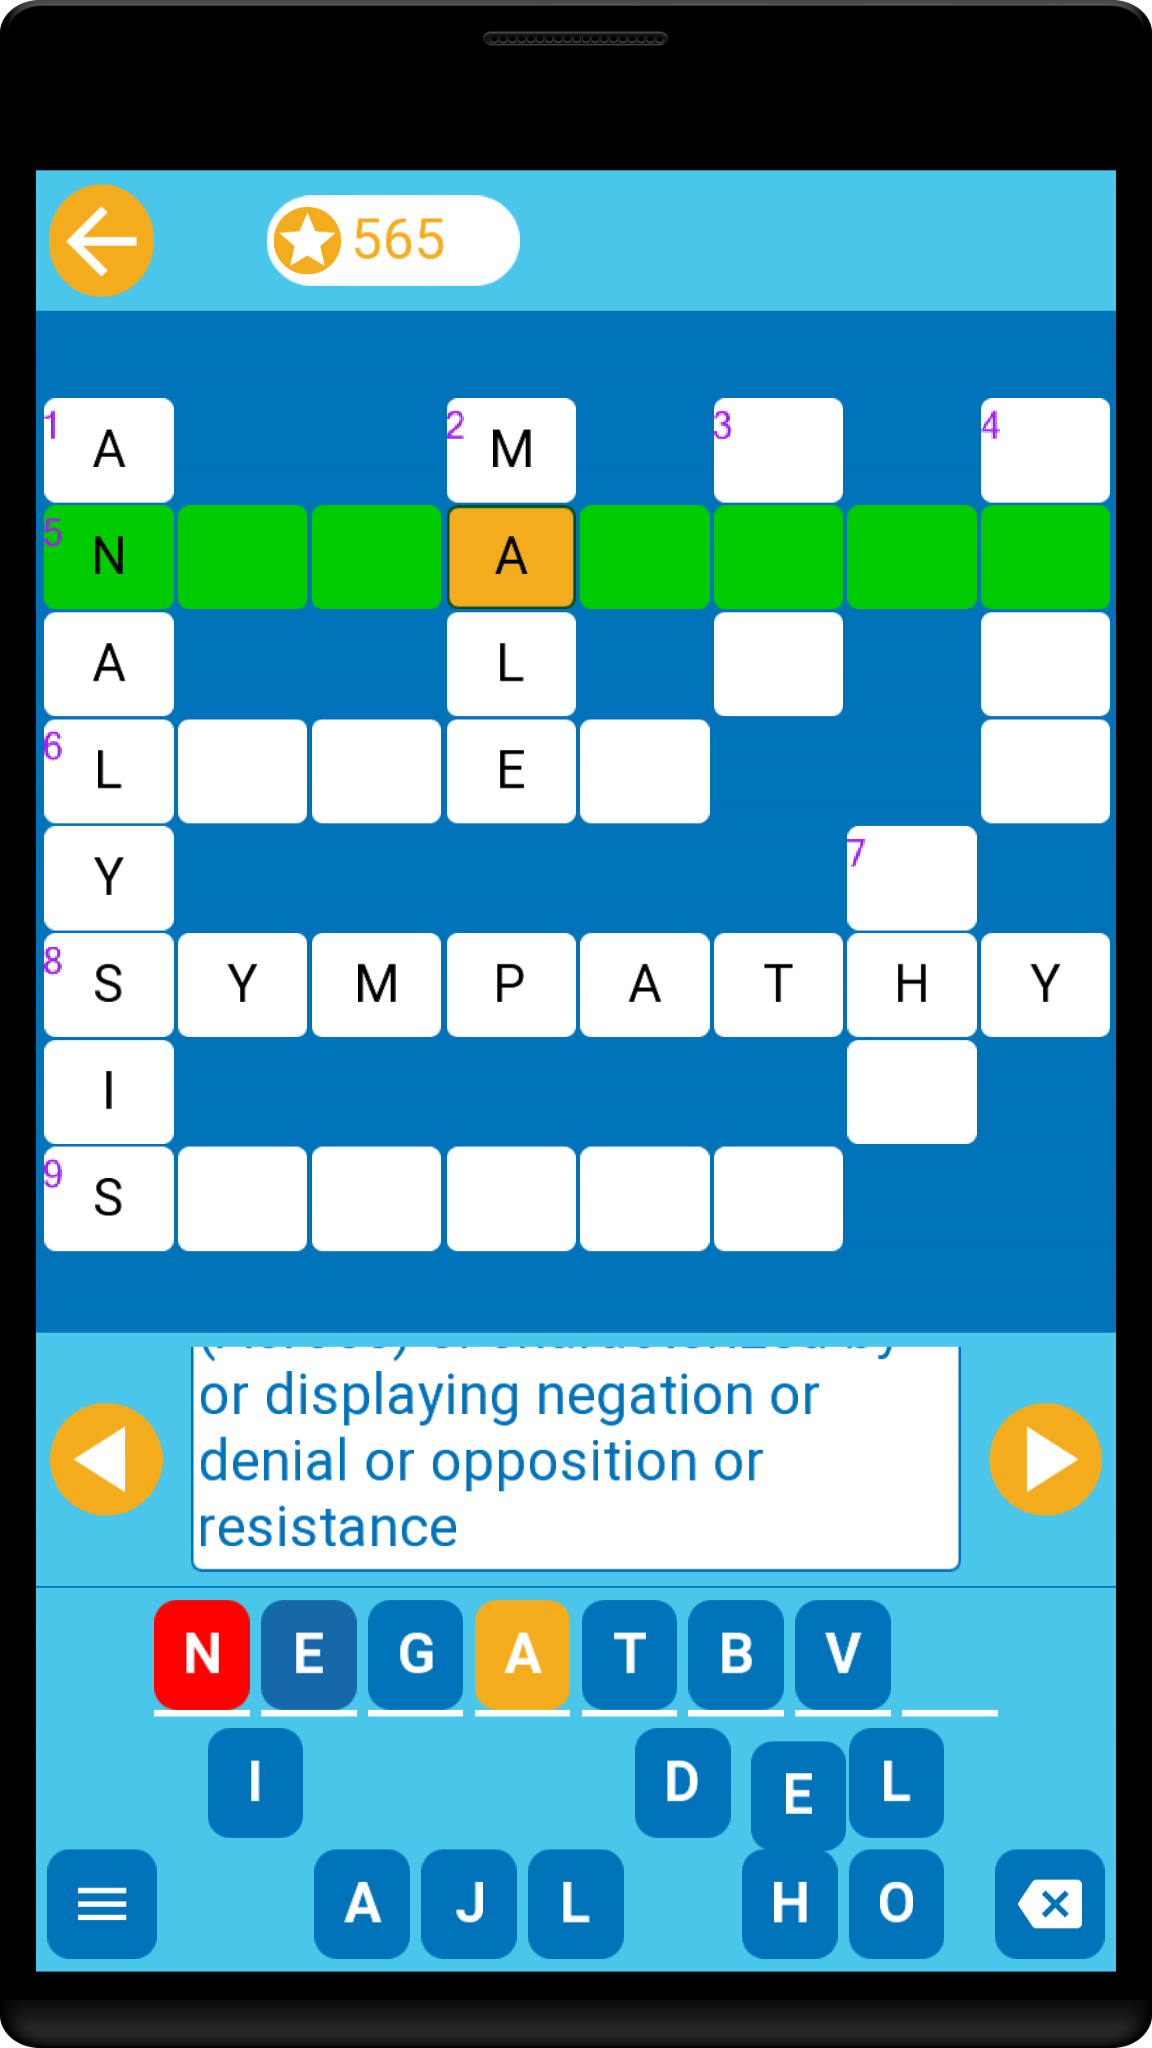 565
1 A 2 M 3 4
5 N A
A L
6 L E
Y 7
8 S Y M P A T H Y
I
9 S
or displaying negation or
denial or opposition or
resistance
N E G A T B V
I D E L
A J L H O